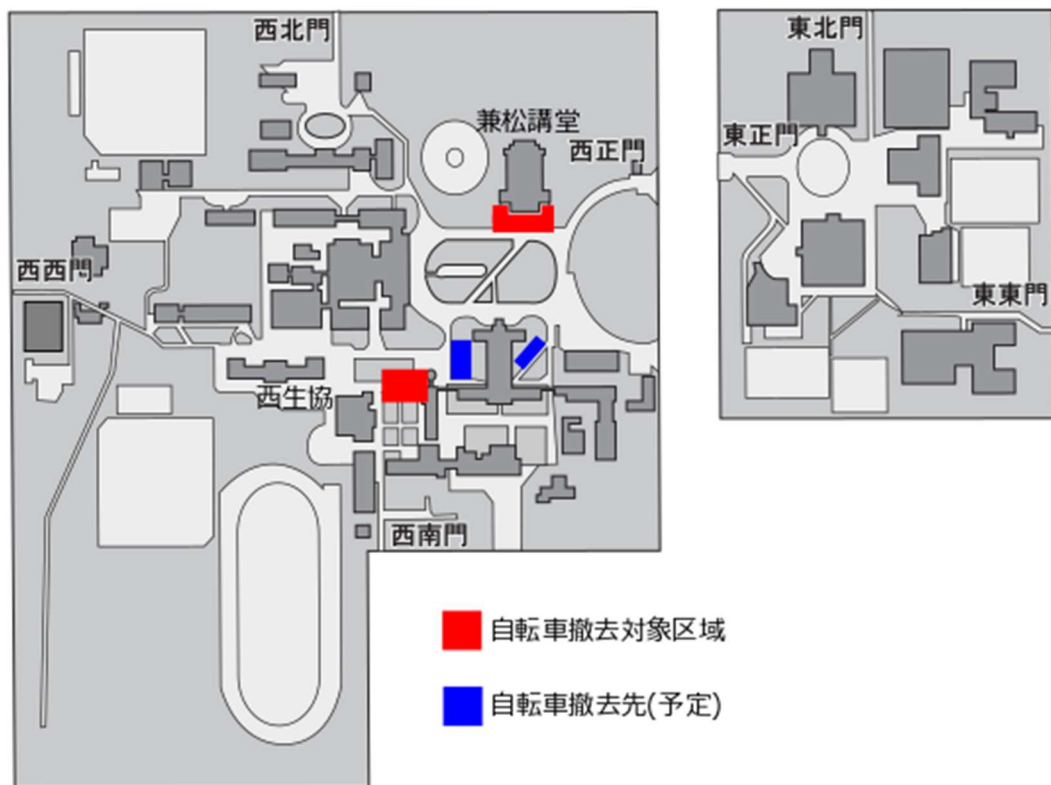 西北門
東北門
兼松講堂
西正門
東正門
西西門
東東門
西生協
西南門
自転車撤去対象区域
自転車撤去先(予定)